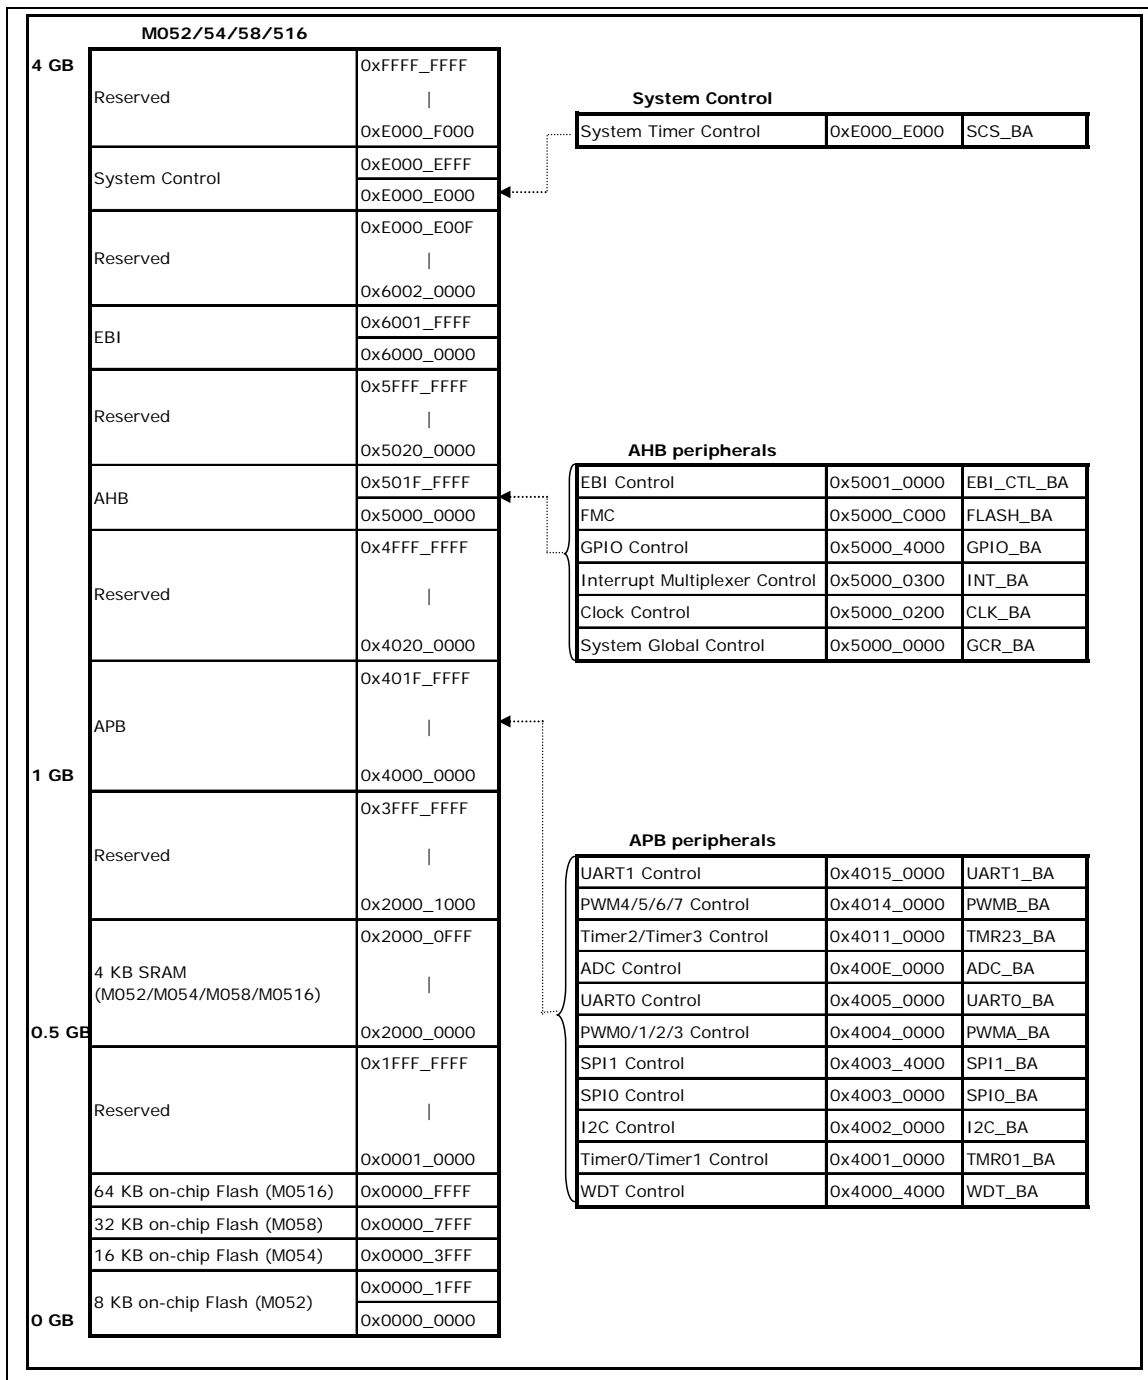 M052/54/58/516
4 GB
Reserved
0xFFFF_FFFF
|
0xE000_F000
System Control
0xE000_EFFF
0xE000_E000
Reserved
0xE000_E00F
|
0x6002_0000
EBI
0x6001_FFFF
0x6000_0000
Reserved
0x5FFF_FFFF
|
0x5020_0000
AHB
0x501F_FFFF
0x5000_0000
Reserved
0x4FFF_FFFF
|
0x4020_0000
APB
0x401F_FFFF
|
1 GB
0x4000_0000
Reserved
0x3FFF_FFFF
|
0x2000_1000
4 KB SRAM
(M052/M054/M058/M0516)
0x2000_0FFF
|
0.5 GB
0x2000_0000
Reserved
0x1FFF_FFFF
|
0x0001_0000
64 KB on-chip Flash (M0516) 0x0000_FFFF
32 KB on-chip Flash (M058) 0x0000_7FFF
16 KB on-chip Flash (M054) 0x0000_3FFF
8 KB on-chip Flash (M052)
0x0000_1FFF
0 GB
0x0000_0000
System Control
System Timer Control 0xE000_E000 SCS_BA
AHB peripherals
EBI Control 0x5001_0000 EBI_CTL_BA
FMC 0x5000_C000 FLASH_BA
GPIO Control 0x5000_4000 GPIO_BA
Interrupt Multiplexer Control 0x5000_0300 INT_BA
Clock Control 0x5000_0200 CLK_BA
System Global Control 0x5000_0000 GCR_BA
APB peripherals
UART1 Control 0x4015_0000 UART1_BA
PWM4/5/6/7 Control 0x4014_0000 PWMB_BA
Timer2/Timer3 Control 0x4011_0000 TMR23_BA
ADC Control 0x400E_0000 ADC_BA
UART0 Control 0x4005_0000 UART0_BA
PWM0/1/2/3 Control 0x4004_0000 PWMA_BA
SPI1 Control 0x4003_4000 SPI1_BA
SPI0 Control 0x4003_0000 SPI0_BA
I2C Control 0x4002_0000 I2C_BA
Timer0/Timer1 Control 0x4001_0000 TMR01_BA
WDT Control 0x4000_4000 WDT_BA